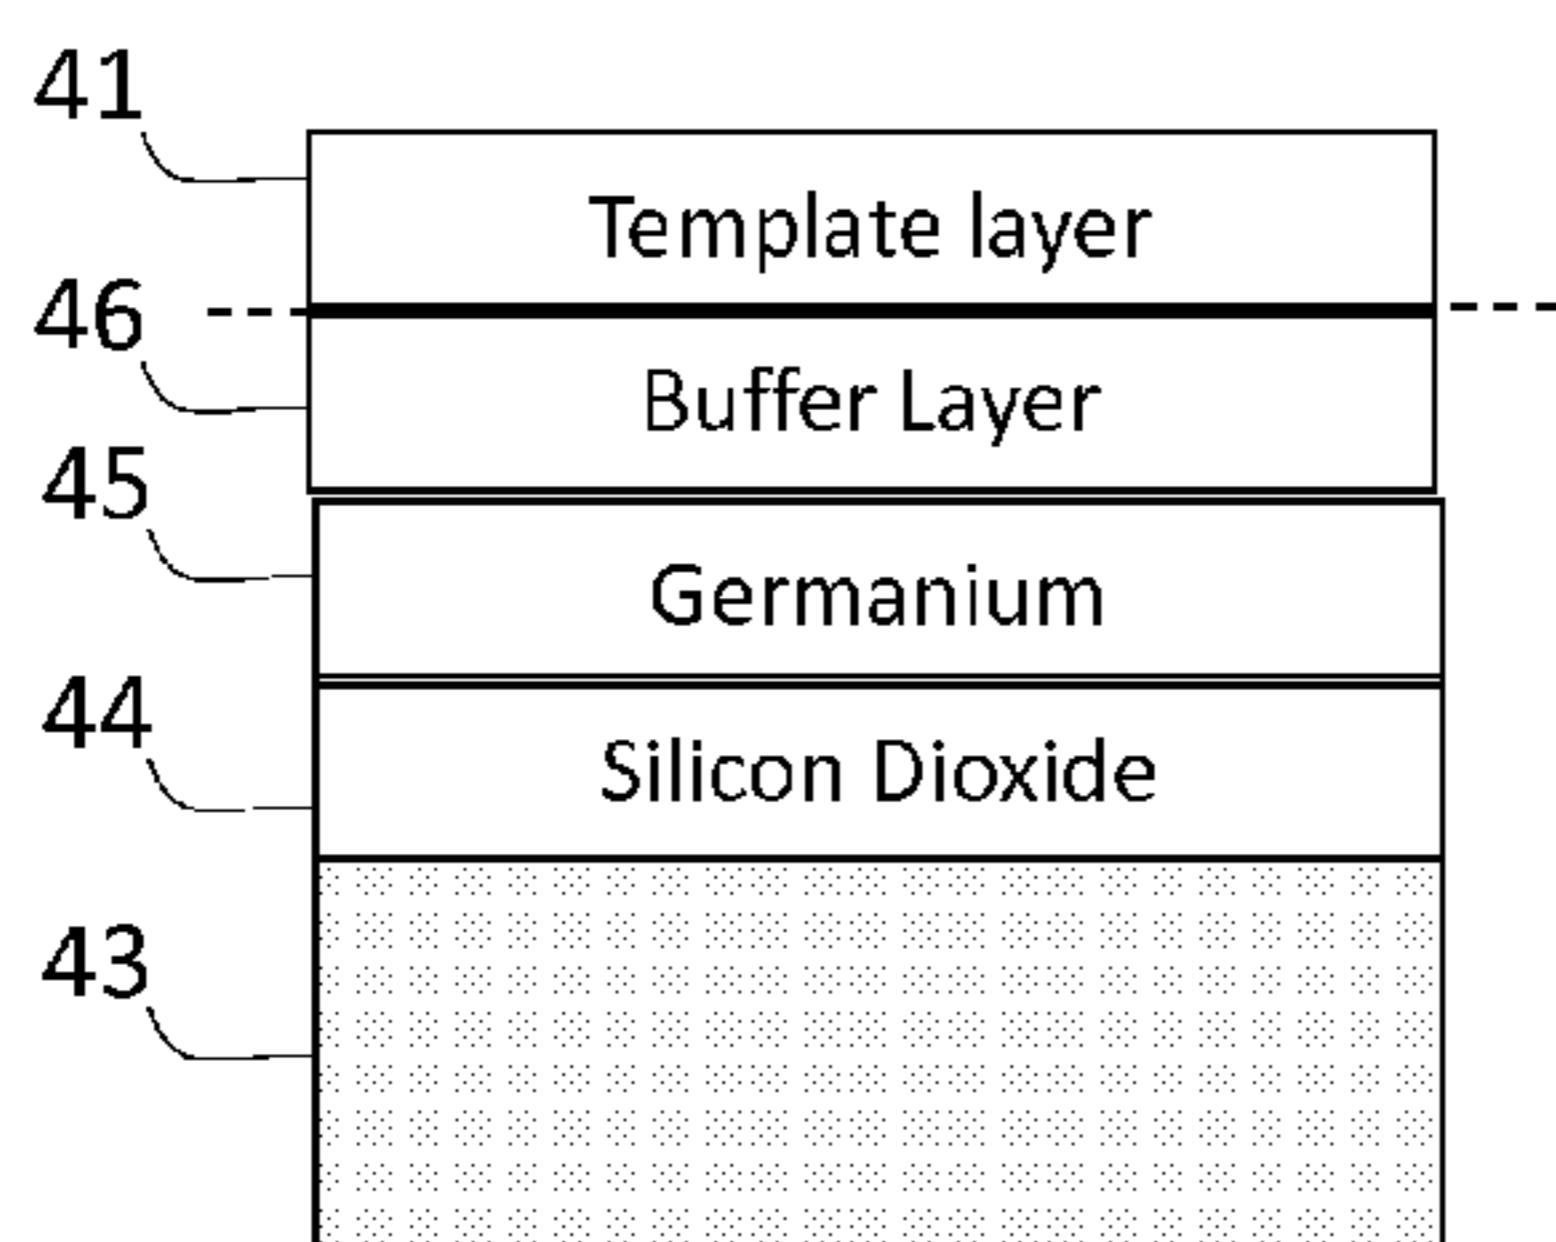 41
Template layer
46
Buffer Layer
45
Germanium
44
Silicon Dioxide
43